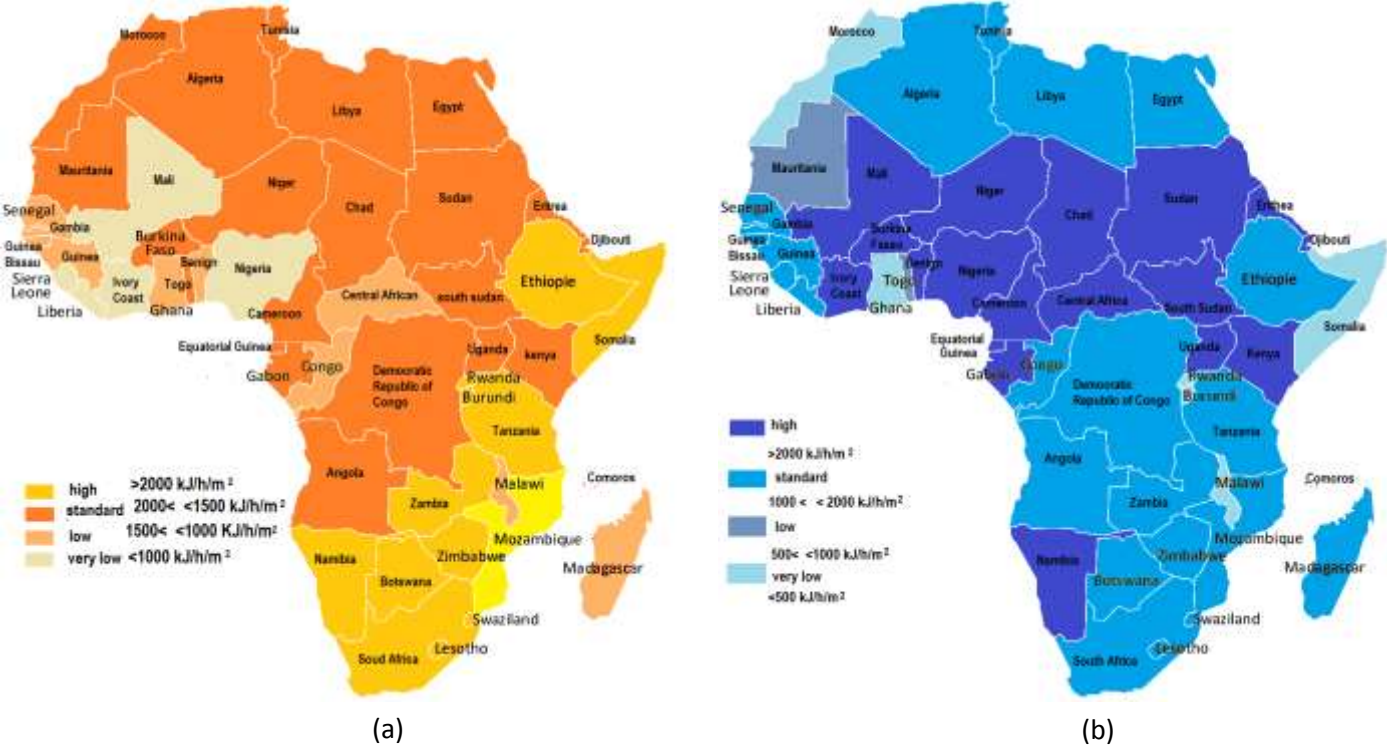 Morocco
Tunisia
Algeria
Libya
Egypt
Mauritania
Mali
Niger
Chad
Sudan
Eritrea
Senegal
Gambia
Djibouti
Guinea
Bissau
Guinea
Burkina
Faso
Benign
Nigeria
Ethiople
Sierra
Leone
Ivory
Coast
Togo
Central African
south sudan
Liberia
Ghana
Cameroon
Somalia
Equatorial Guinea
Uganda
kenya
Gabon
Congo
Democratic
Republic of
Congo
Rwanda
Burundi
Tanzania
Angola
Malawi
Comoros
Zambia
Mozambique
Namibia
Zimbabwe
Madagascar
Botswana
Swaziland
Lesotho
Soud Africa
high >2000 kJ/h/m²
standard 2000< <1500 kJ/h/m²
low 1500< <1000 KJ/h/m²
very low <1000 kJ/h/m²
(a)
Morocco
Tunisia
Algeria
Libya
Egypt
Mauritania
Mali
Niger
Chad
Sudan
Eritrea
Senegal
Gambia
Djibouti
Guinea
Bissau
Guinea
Burkina
Fasso
Benign
Nigeria
Ethiople
Sierra
Leone
Ivory
Coast
Togo
Central Africa
South Sudan
Liberia
Ghana
Cameroon
Somalia
Equatorial
Guinea
Uganda
Kenya
Gabon
Congo
Democratic
Republic of Congo
Rwanda
Burundi
Tanzania
Angola
Malawi
Comoros
Zambia
Mozambique
Namibia
Zimbabwe
Madagascar
Botswana
Swaziland
Lesotho
South Africa
high
>2000 kJ/h/m²
standard
1000 < < 2000 kJ/h/m²
low
500< <1000 kJ/h/m²
very low
<500 kJ/h/m²
(b)